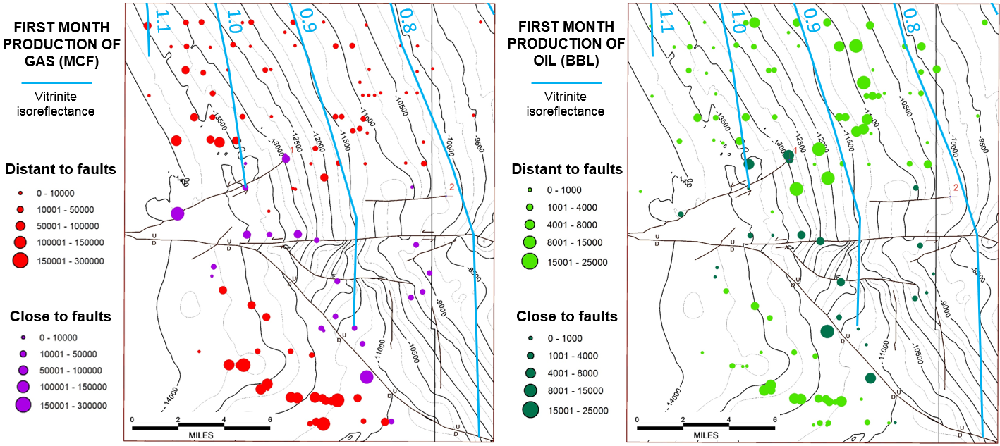 FIRST MONTH
PRODUCTION OF
GAS (MCF)
Vitrinite
isoreflectance
Distant to faults
0 - 10000
10001 - 50000
50001 - 100000
100001 - 150000
150001 - 300000
Close to faults
0 - 10000
10001 - 50000
50001 - 100000
100001 - 150000
150001 - 300000
1.1
1.0
0.9
0.8
-13500
-13000
-12500
-12000
-11500
-11000
-10500
-10000
-9500
1
2
U
D
U
D
U
D
U
D
U
D
U
D
-8500
-9000
-11000
-10500
-14000
0
0 2 4 6
MILES
FIRST MONTH
PRODUCTION OF
OIL (BBL)
Vitrinite
isoreflectance
Distant to faults
0 - 1000
1001 - 4000
4001 - 8000
8001 - 15000
15001 - 25000
Close to faults
0 - 1000
1001 - 4000
4001 - 8000
8001 - 15000
15001 - 25000
1.1
1.0
0.9
0.8
-13500
-13000
-12500
-12000
-11500
-11000
-10500
-10000
-9500
1
2
U
D
U
D
U
D
U
D
U
D
U
D
-8500
-9000
-11000
-10500
-14000
0
0 2 4 6
MILES